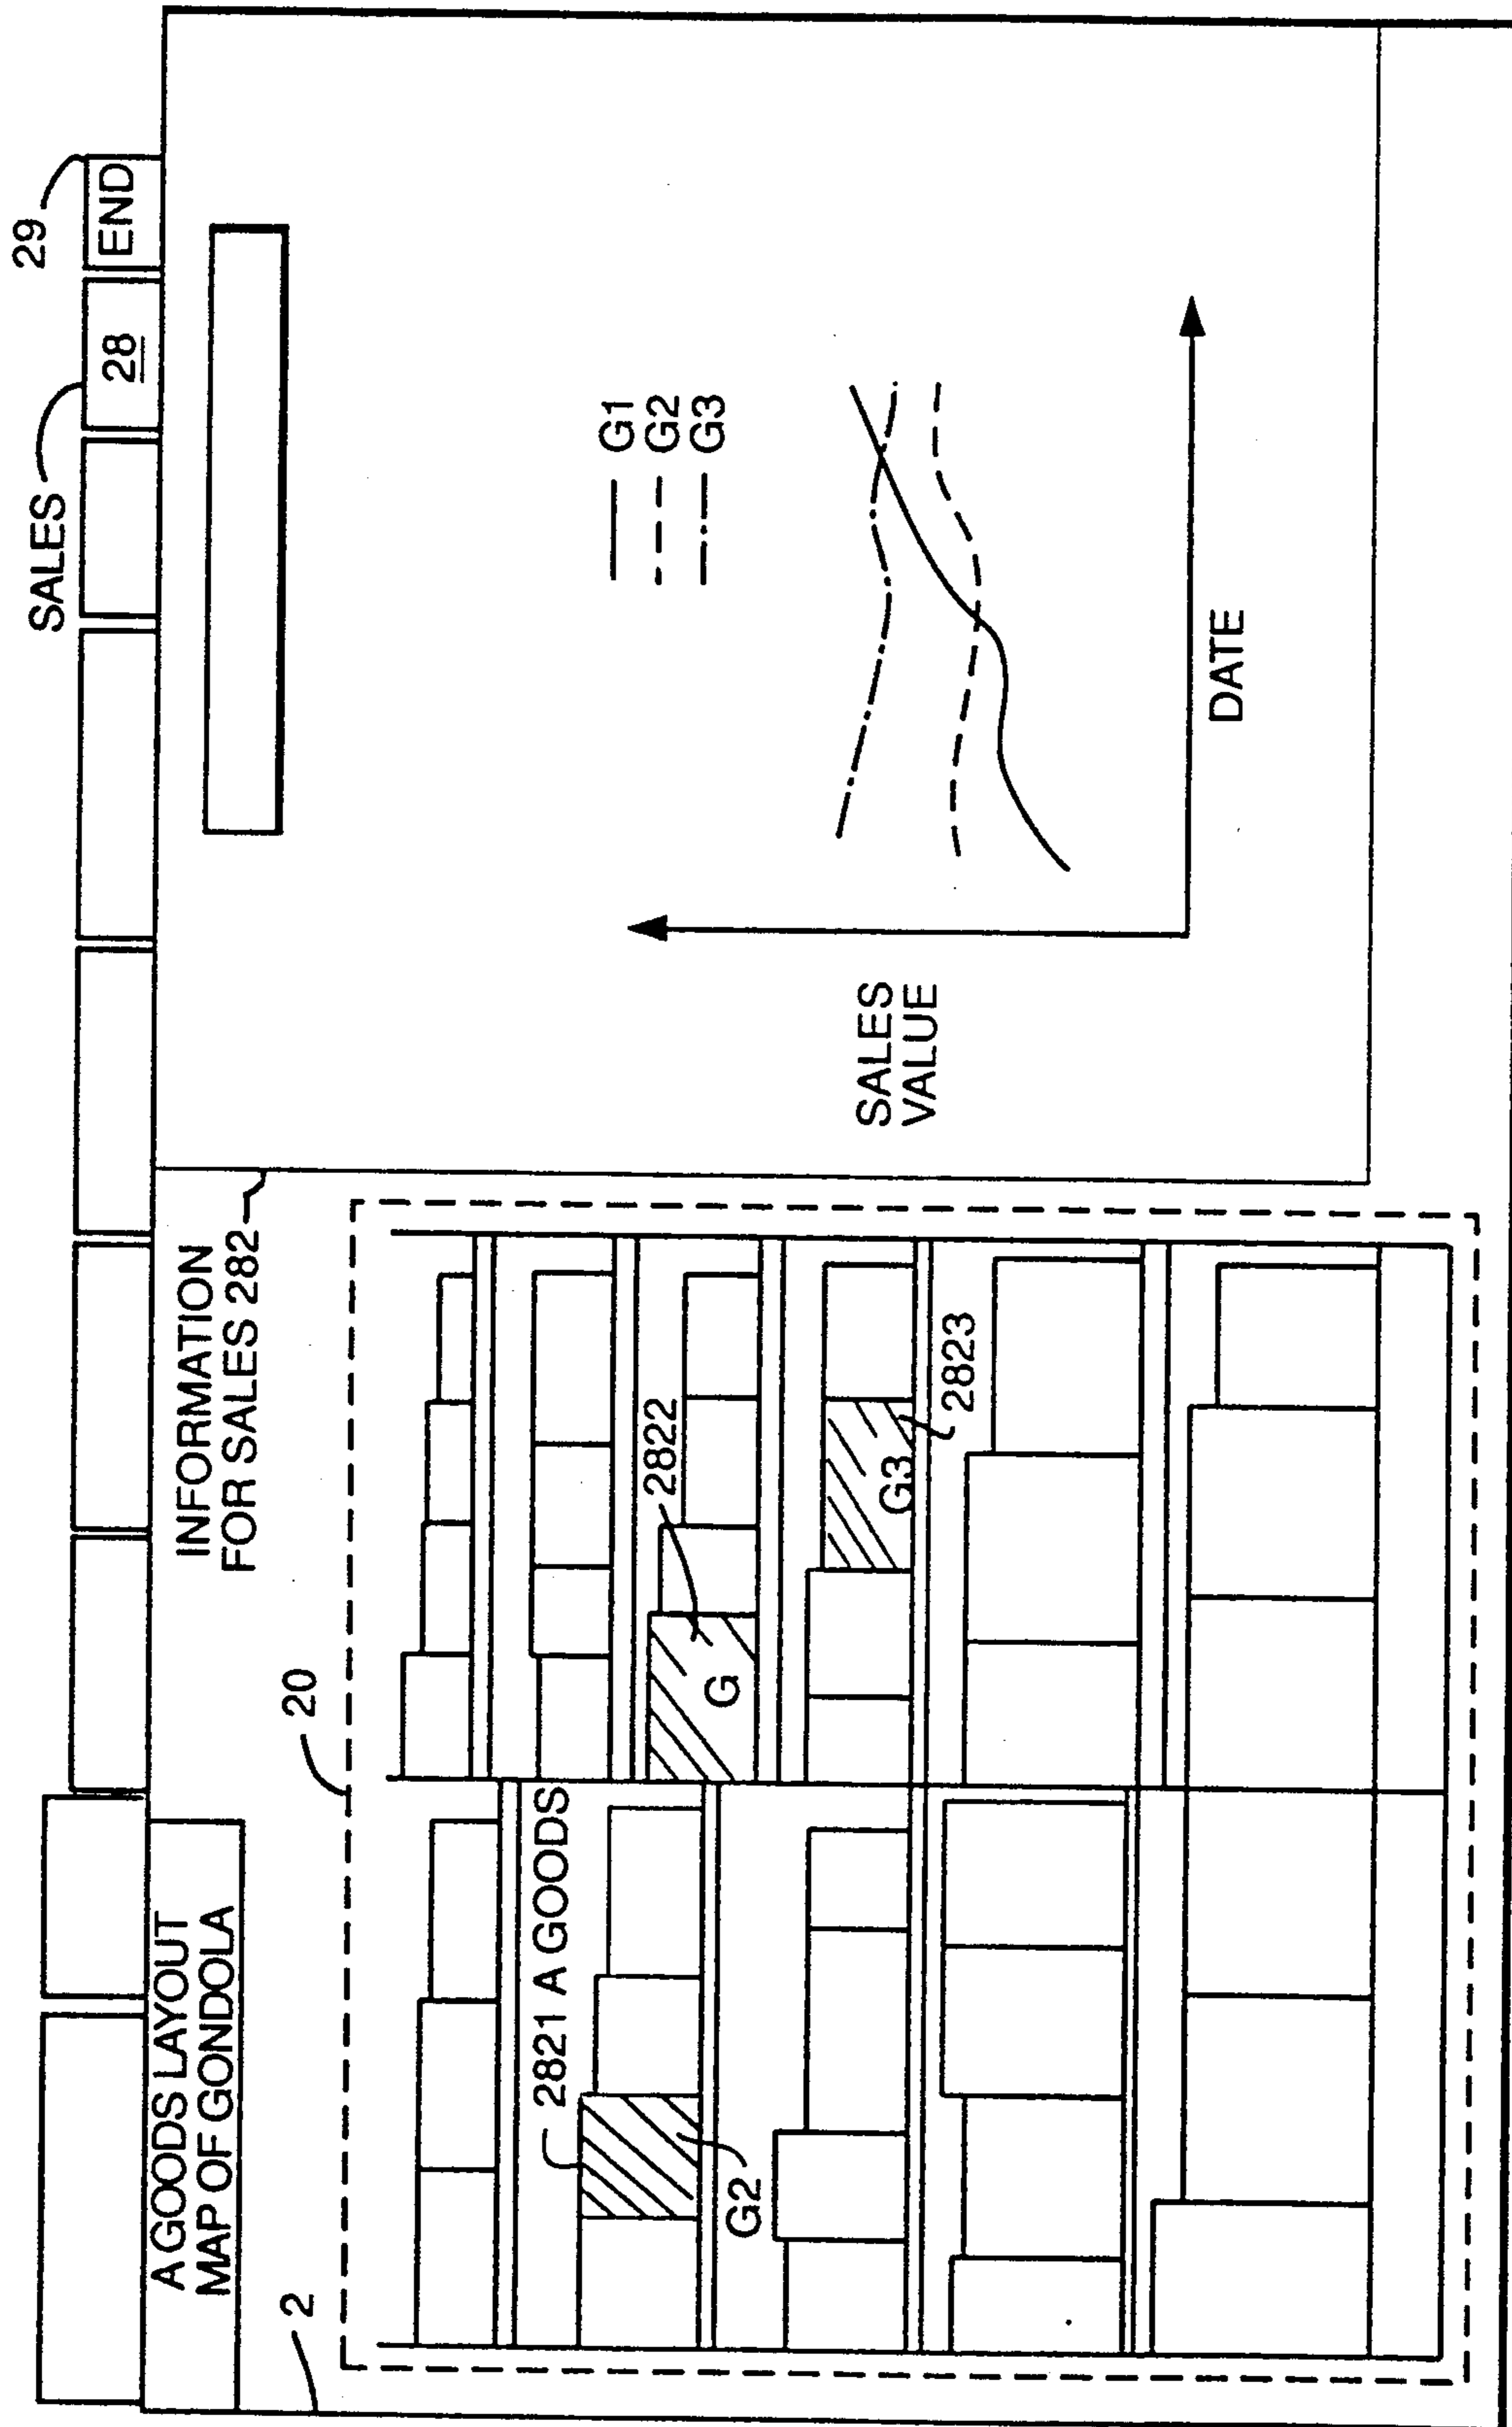 29
SALES
28
END
A GOODS LAYOUT
MAP OF GONDOLA
INFORMATION
FOR SALES 282
2
20
2821 A GOODS
G2
2822
G
G3
2823
G1
G2
G3
SALES
VALUE
DATE